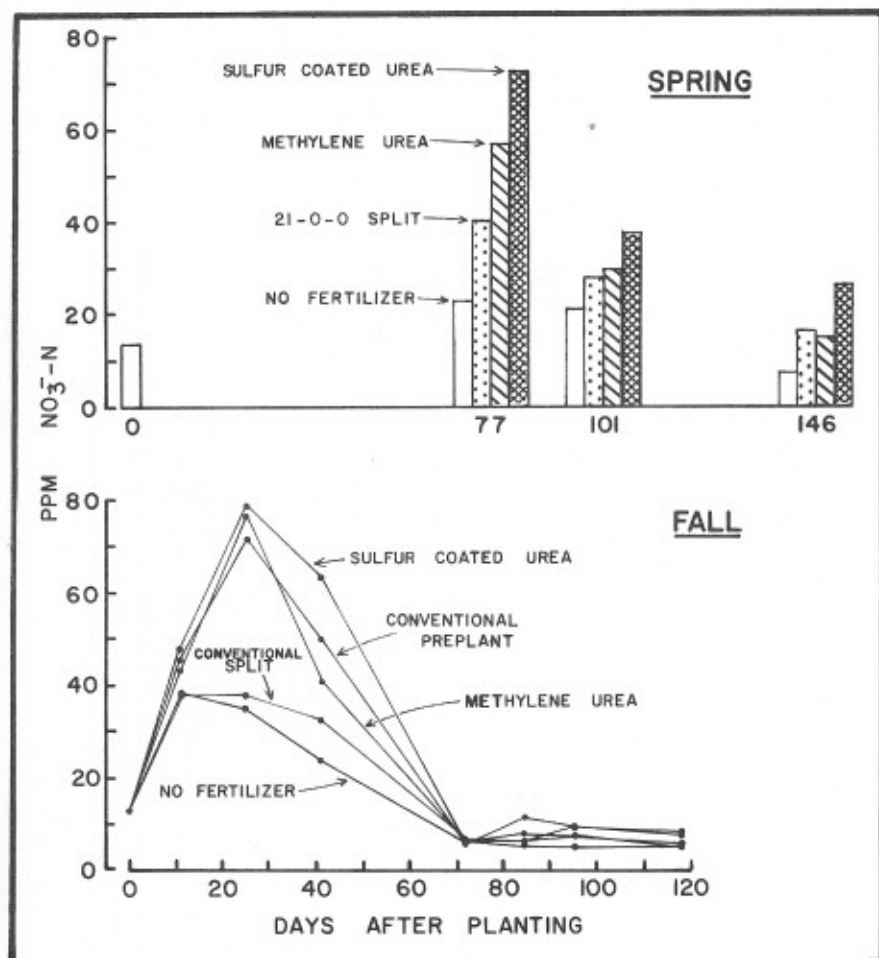 80
60
40
20
0
SULFUR COATED UREA
METHYLENE UREA
21-0-0 SPLIT
NO FERTILIZER
SPRING
0 77 101 146
PPM NO3⁻-N
80
60
40
20
0
FALL
SULFUR COATED UREA
CONVENTIONAL
PREPLANT
CONVENTIONAL
SPLIT
METHYLENE UREA
NO FERTILIZER
0 20 40 60 80 100 120
DAYS AFTER PLANTING